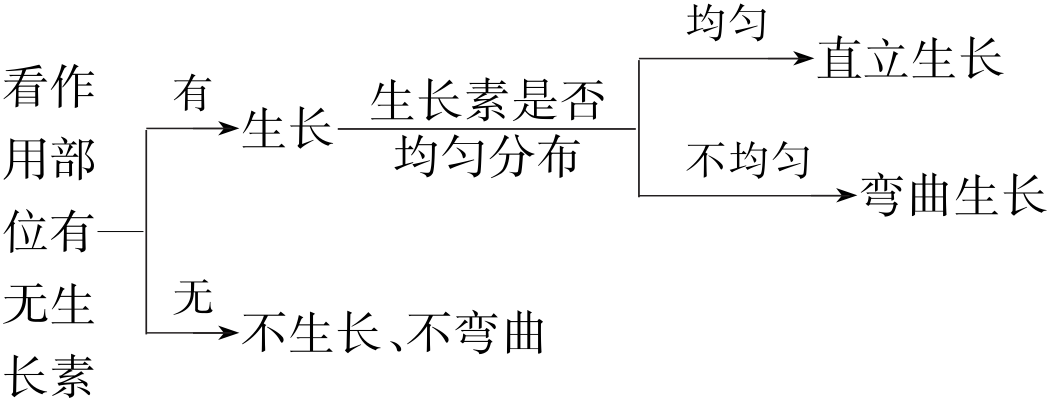 看作
用部
位有
无生
长素
有
生长
生长素是否
均匀分布
均匀
直立生长
不均匀
弯曲生长
无
不生长、不弯曲